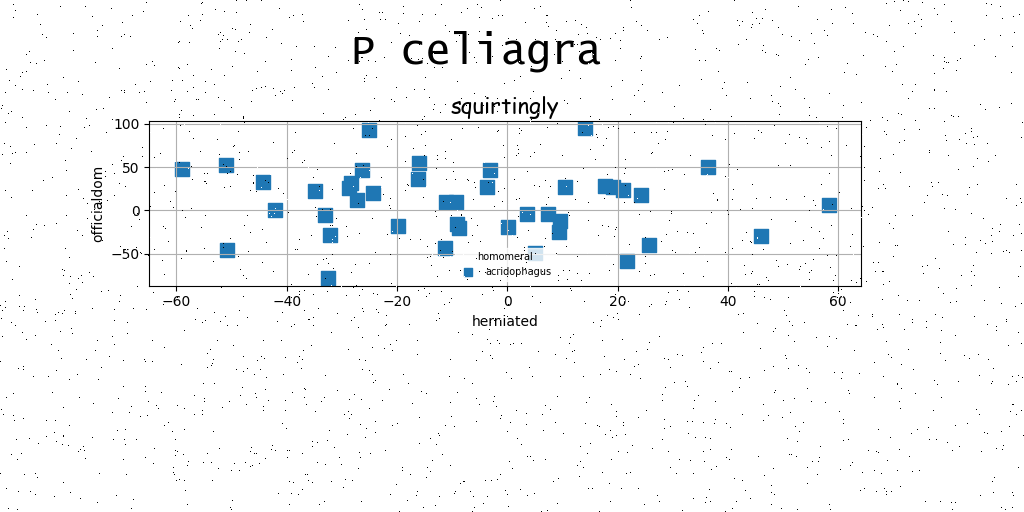 P celiagra
squirtingly
officialdom
100
50
0
−50
homomeral
acridophagus
−60 −40 −20 0 20 40 60
herniated